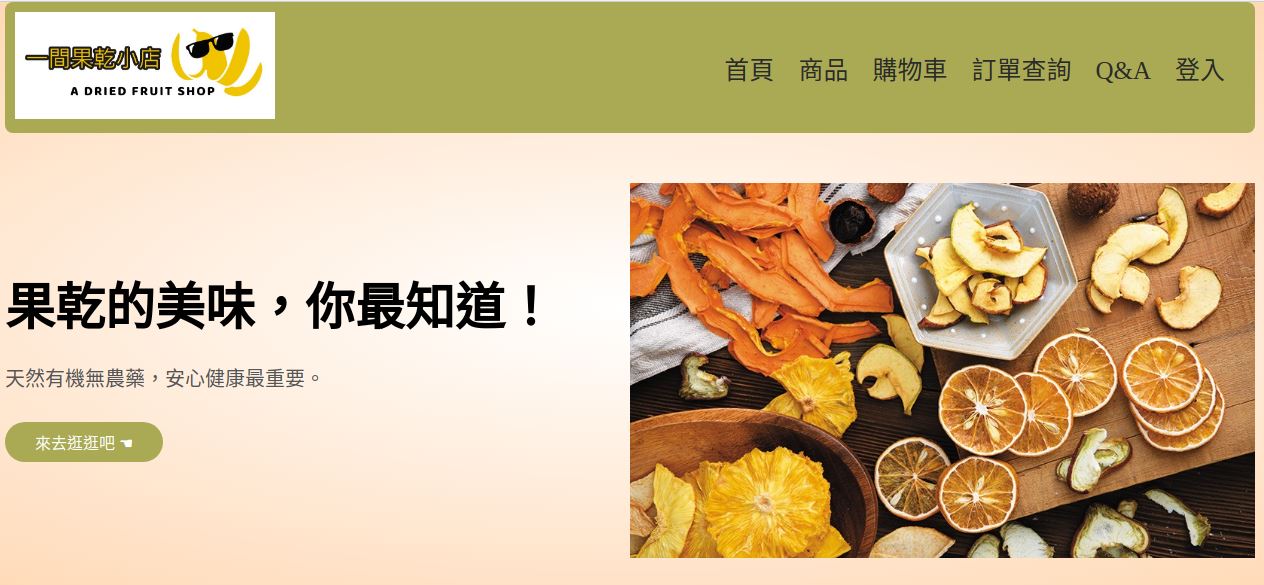 一間果乾小店
A DRIED FRUIT SHOP
首頁 商品 購物車 訂單查詢 Q&A 登入
果乾的美味，你最知道！
天然有機無農藥，安心健康最重要。
來去逛逛吧 ☚